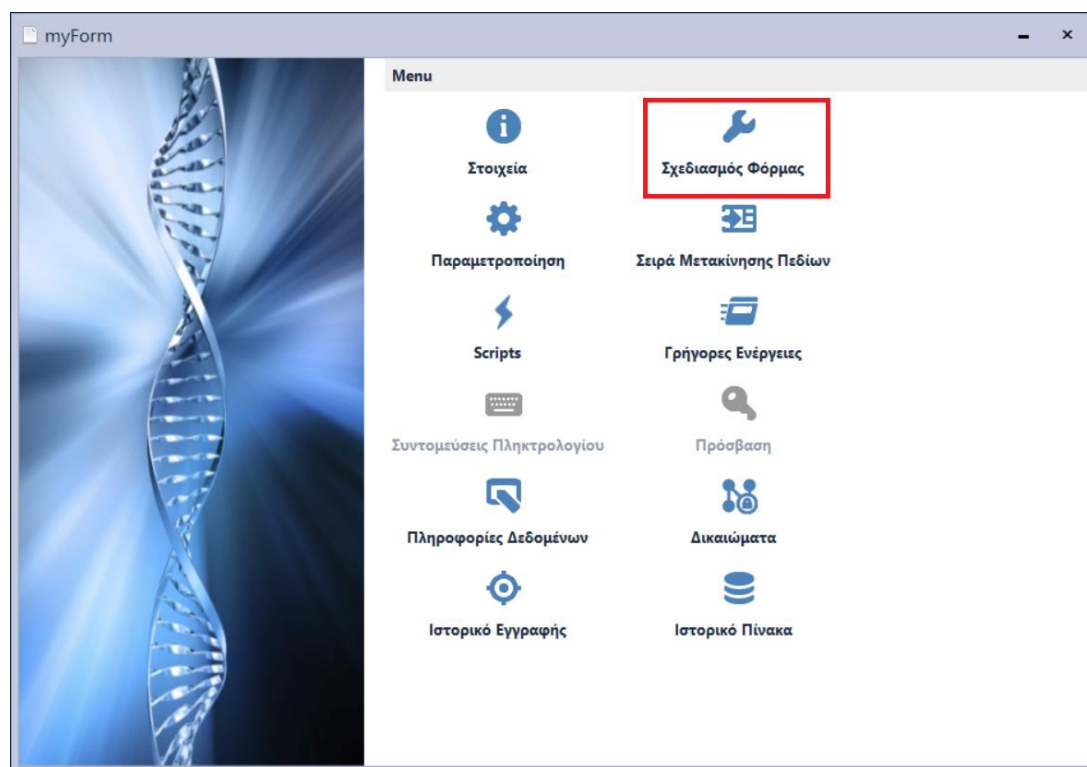 myForm
Menu
Στοιχεία
Σχεδιασμός Φόρμας
Παραμετροποίηση
Σειρά Μετακίνησης Πεδίων
Scripts
Γρήγορες Ενέργειες
Συντομεύσεις Πληκτρολογίου
Πρόσβαση
Πληροφορίες Δεδομένων
Δικαιώματα
Ιστορικό Εγγραφής
Ιστορικό Πίνακα